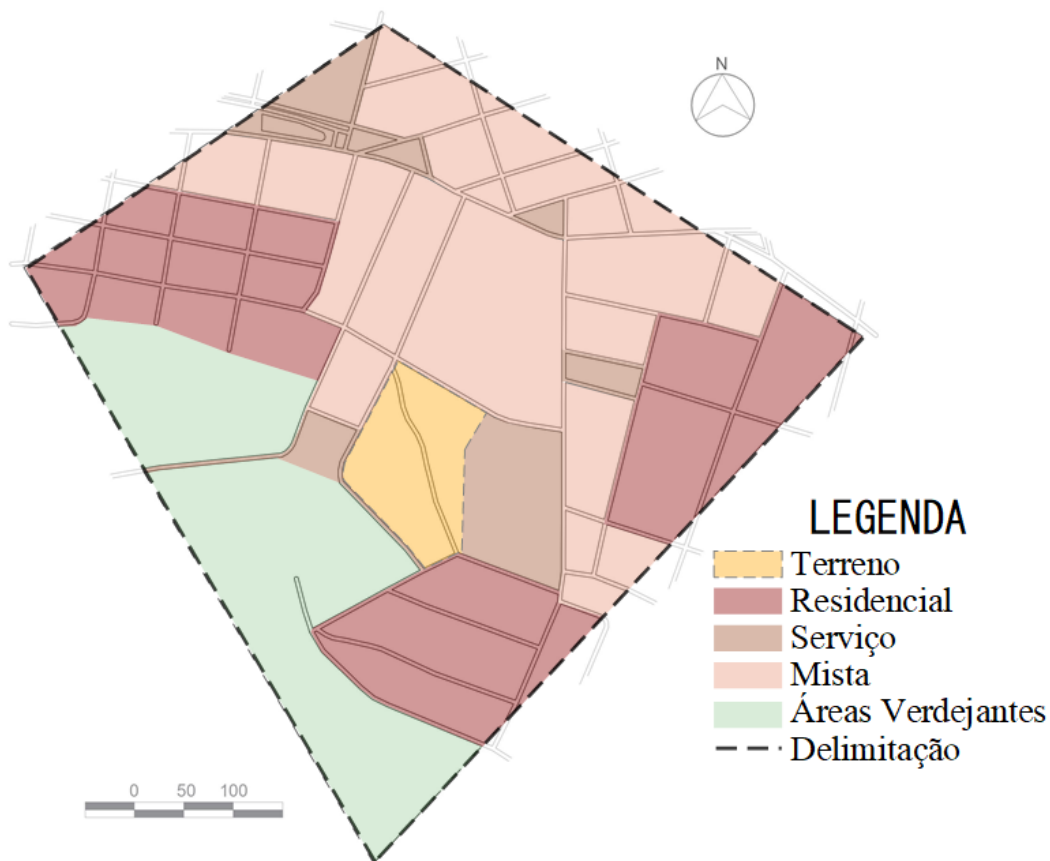 N
LEGENDA
Terreno
Residencial
Serviço
Mista
Áreas Verdejantes
Delimitação
0 50 100